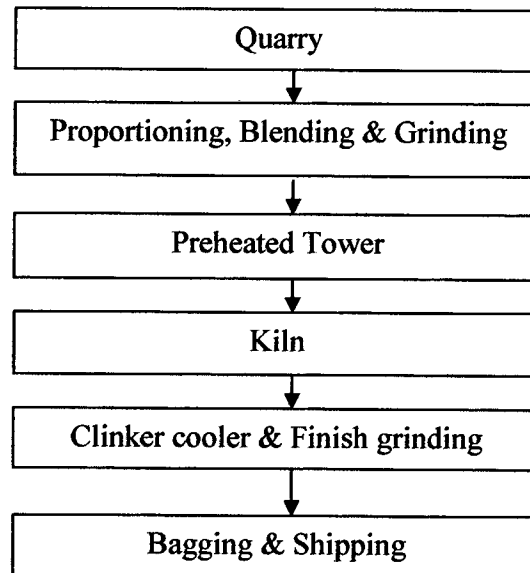 Quarry
Proportioning, Blending & Grinding
Preheated Tower
Kiln
Clinker cooler & Finish grinding
Bagging & Shipping